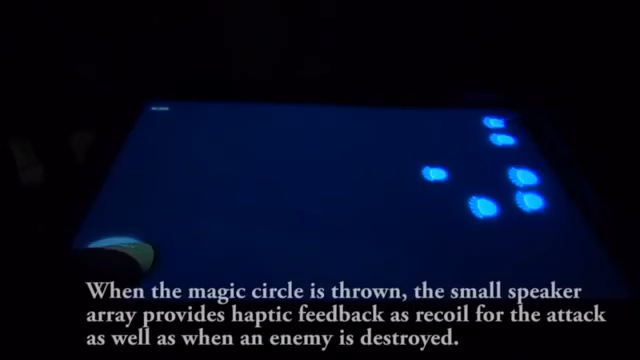 When the magic circle is thrown, the small speaker
array provides haptic feedback as recoil for the attack
as well as when an enemy is destroyed.